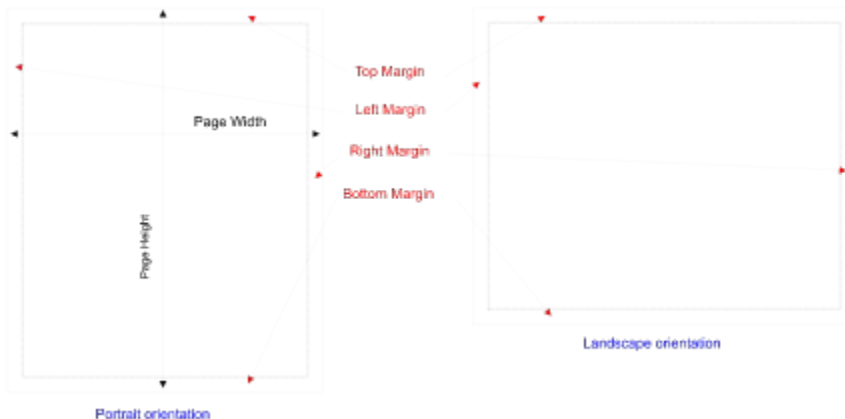 Top Margin
Left Margin
Page Width
Right Margin
Bottom Margin
Page Height
Landscape orientation
Portrait orientation